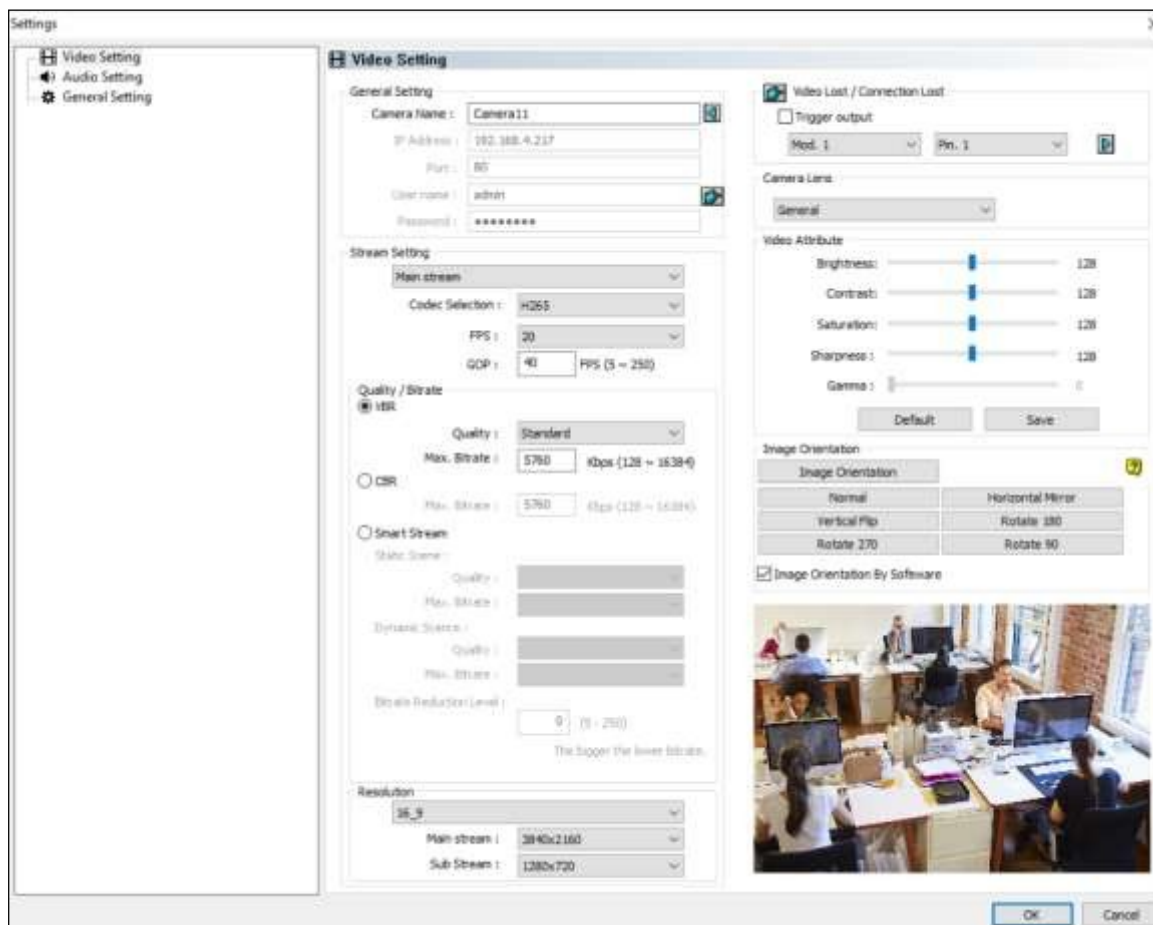 Settings
Video Setting
Audio Setting
General Setting
Video Setting
General Setting
Camera Name : Camera11
IP Address : 192.168.4.217
Port :
User name : admin
Password : ********
Stream Setting
Main stream
Codec Selection : H265
FPS : 20
GOP : 40 FPS (5 ~ 250)
Quality / Bitrate
VBR
Quality : Standard
Max. Bitrate : 5760 Kbps (128 ~ 16384)
CBR
Max. Bitrate : 5760 Kbps (128 ~ 16384)
Smart Stream
Static Scene :
Quality :
Max. Bitrate :
Quality :
Max. Bitrate :
Bitrate Reduction Level :
0 (5 - 250)
The bigger the lower bitrate.
Resolution
16_9
Main stream : 3840x2160
Sub Stream : 1280x720
Video Lost / Connection Lost
Trigger output
Mod. 1 Pin. 1
Camera Lens
General
Video Attribute
Brightness: 128
Contrast: 128
Saturation: 128
Sharpness : 128
Gamma : 0
Default Save
Image Orientation
Image Orientation
Normal Horizontal Mirror
Vertical Flip Rotate 180
Rotate 270 Rotate 90
Image Orientation By Software
OK Cancel